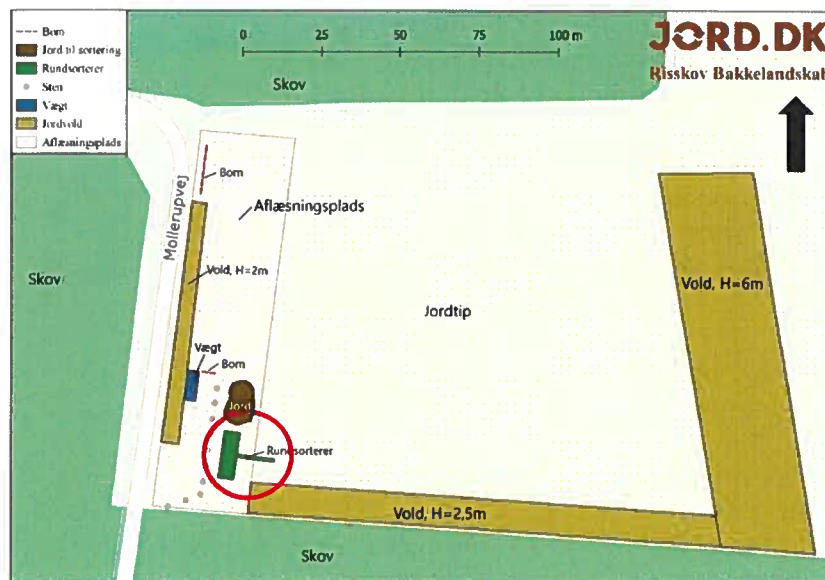 Bom
Jord til sortering
Rundsorterer
Sten
Vægt
Jordvold
Aflæsningsplads
0 25 50 75 100 m
JORD.DK
Risskov Bakkelandskab
Skov
Bom
Aflæsningsplads
Mollerupvej
Skov
Vold, H=2m
Vold, H=6m
Jordtip
Vægt
Bom
Jord
Rundsorterer
Vold, H=2,5m
Skov